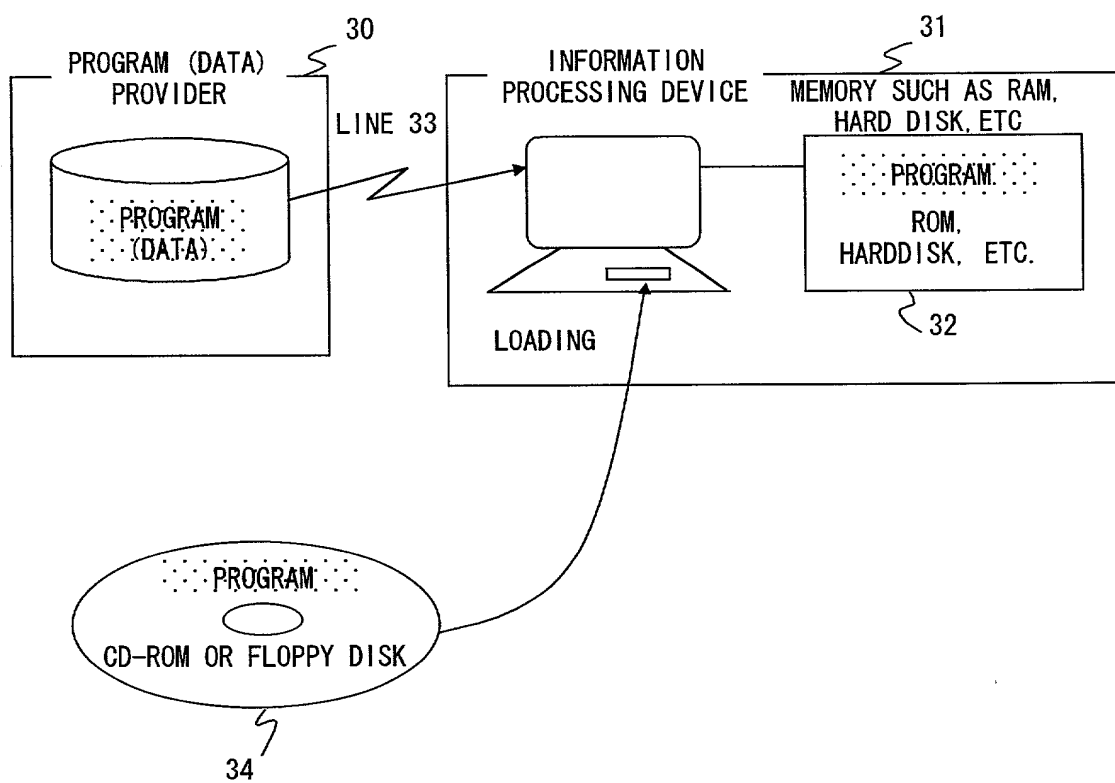 30
PROGRAM (DATA)
PROVIDER
PROGRAM
(DATA)
LINE 33
31
INFORMATION
PROCESSING DEVICE
MEMORY SUCH AS RAM,
HARD DISK, ETC
PROGRAM
ROM,
HARDDISK, ETC.
32
LOADING
PROGRAM
CD-ROM OR FLOPPY DISK
34